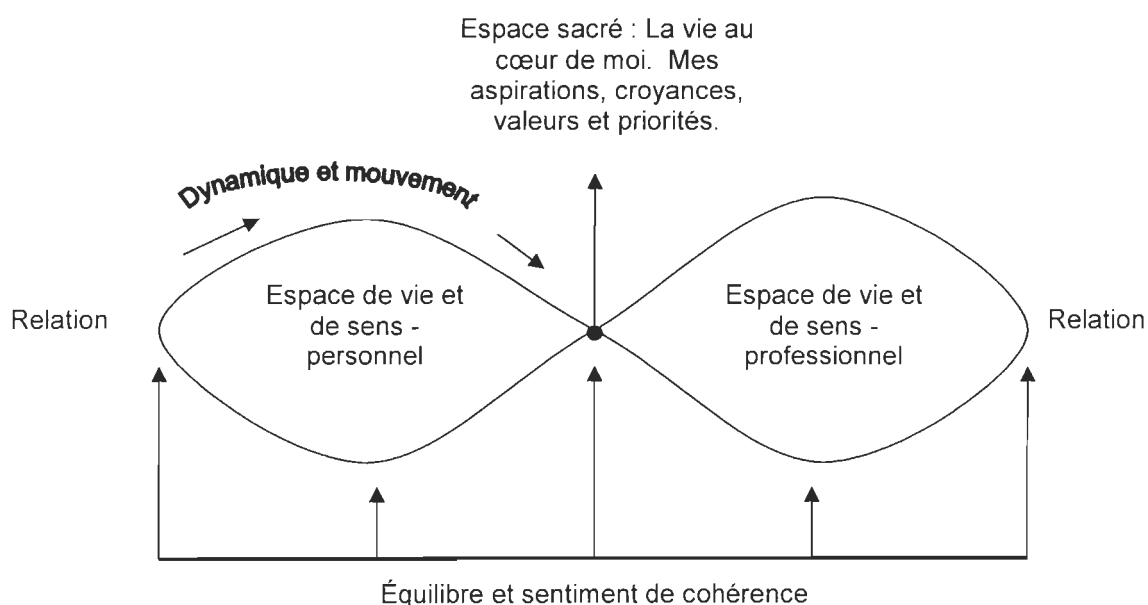 Espace sacré : La vie au
cœur de moi.  Mes
aspirations, croyances,
valeurs et priorités.
Dynamique et mouvement
Relation
Espace de vie et
de sens -
personnel
Espace de vie et
de sens -
professionnel
Relation
Équilibre et sentiment de cohérence